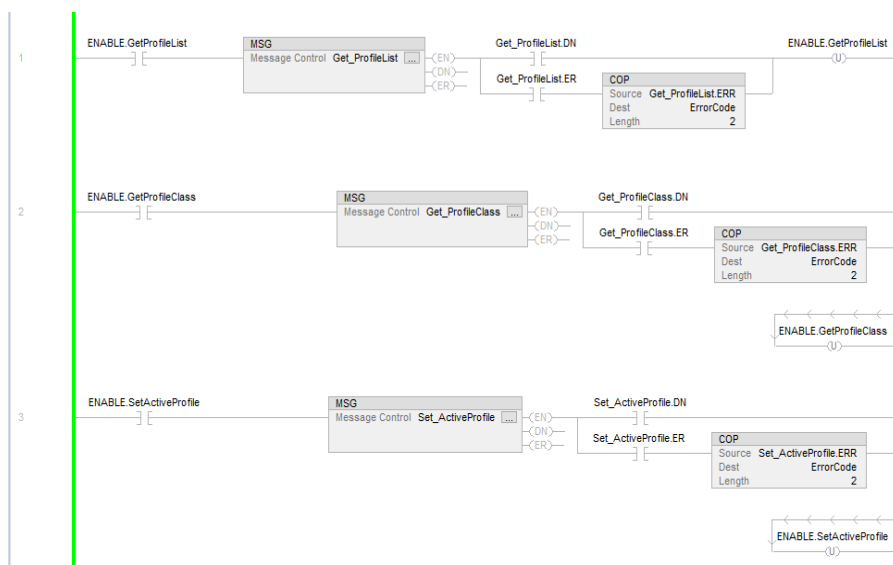 ENABLE.GetProfileList
MSG
Get_ProfileList.DN
ENABLE.GetProfileList
1
Message Control Get_ProfileList ...
(EN)
(U)
(DN)
Get_ProfileList.ER
COP
(ER)
Source Get_ProfileList.ERR
Dest ErrorCode
Length 2
ENABLE.GetProfileClass
MSG
Get_ProfileClass.DN
2
Message Control Get_ProfileClass ...
(EN)
(DN)
Get_ProfileClass.ER
COP
(ER)
Source Get_ProfileClass.ERR
Dest ErrorCode
Length 2
ENABLE.GetProfileClass
(U)
ENABLE.SetActiveProfile
MSG
Set_ActiveProfile.DN
3
Message Control Set_ActiveProfile ...
(EN)
(DN)
Set_ActiveProfile.ER
COP
(ER)
Source Set_ActiveProfile.ERR
Dest ErrorCode
Length 2
ENABLE.SetActiveProfile
(U)